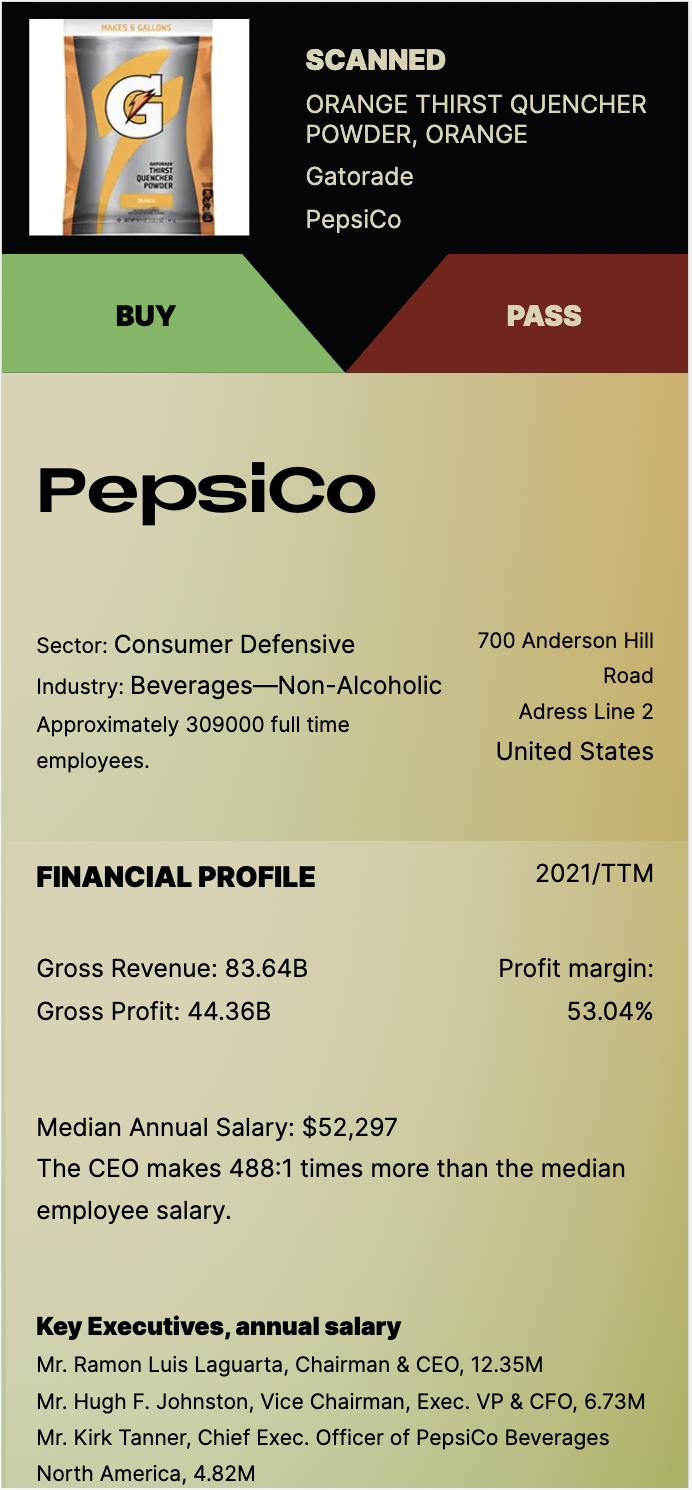 MAKES 6 GALLONS
G
GATORADE
THIRST
QUENCHER
POWDER
ORANGE
SCANNED
ORANGE THIRST QUENCHER
POWDER, ORANGE
Gatorade
PepsiCo
BUY
PASS
PepsiCo
Sector: Consumer Defensive
Industry: Beverages—Non-Alcoholic
Approximately 309000 full time
employees.
700 Anderson Hill
Road
Adress Line 2
United States
FINANCIAL PROFILE
2021/TTM
Gross Revenue: 83.64B
Gross Profit: 44.36B
Profit margin:
53.04%
Median Annual Salary: $52,297
The CEO makes 488:1 times more than the median
employee salary.
Key Executives, annual salary
Mr. Ramon Luis Laguarta, Chairman & CEO, 12.35M
Mr. Hugh F. Johnston, Vice Chairman, Exec. VP & CFO, 6.73M
Mr. Kirk Tanner, Chief Exec. Officer of PepsiCo Beverages
North America, 4.82M